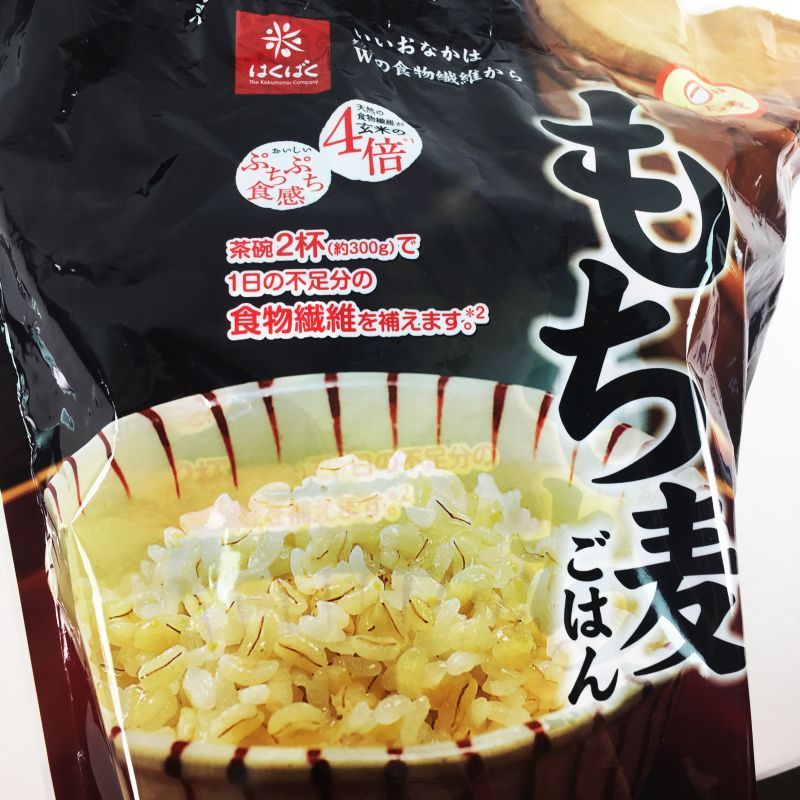 はくばく
The Kokumotsu Company
いいおなかは
Wの食物繊維から
天然の
食物繊維が
玄米の
4倍※1
おいしい
ぷちぷち
食感
茶碗2杯(約300g)で
1日の不足分の
食物繊維を補えます。※2
もち麦
ごはん